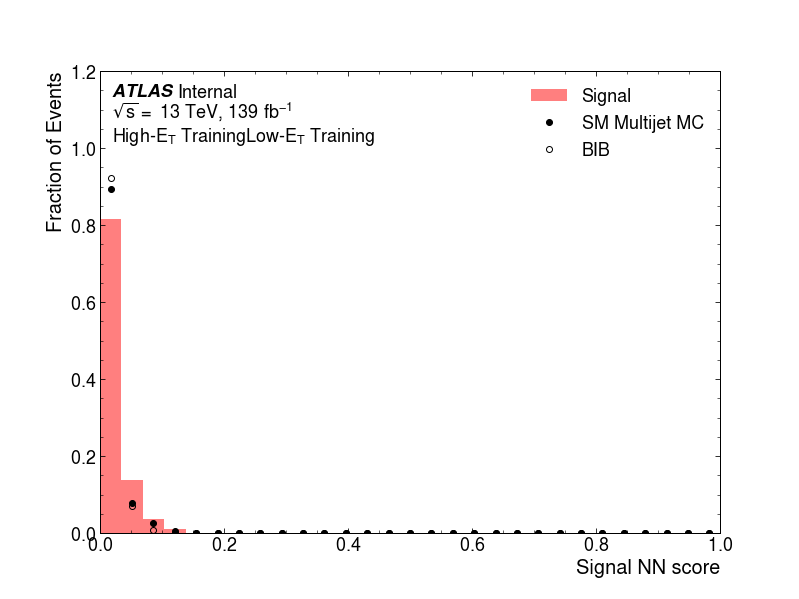 1.2
1.0
0.8
0.6
0.4
0.2
0.0
Fraction of Events
ATLAS Internal
√s = 13 TeV, 139 fb⁻¹
High-E_T TrainingLow-E_T Training
Signal
SM Multijet MC
BIB
0.0 0.2 0.4 0.6 0.8 1.0
Signal NN score